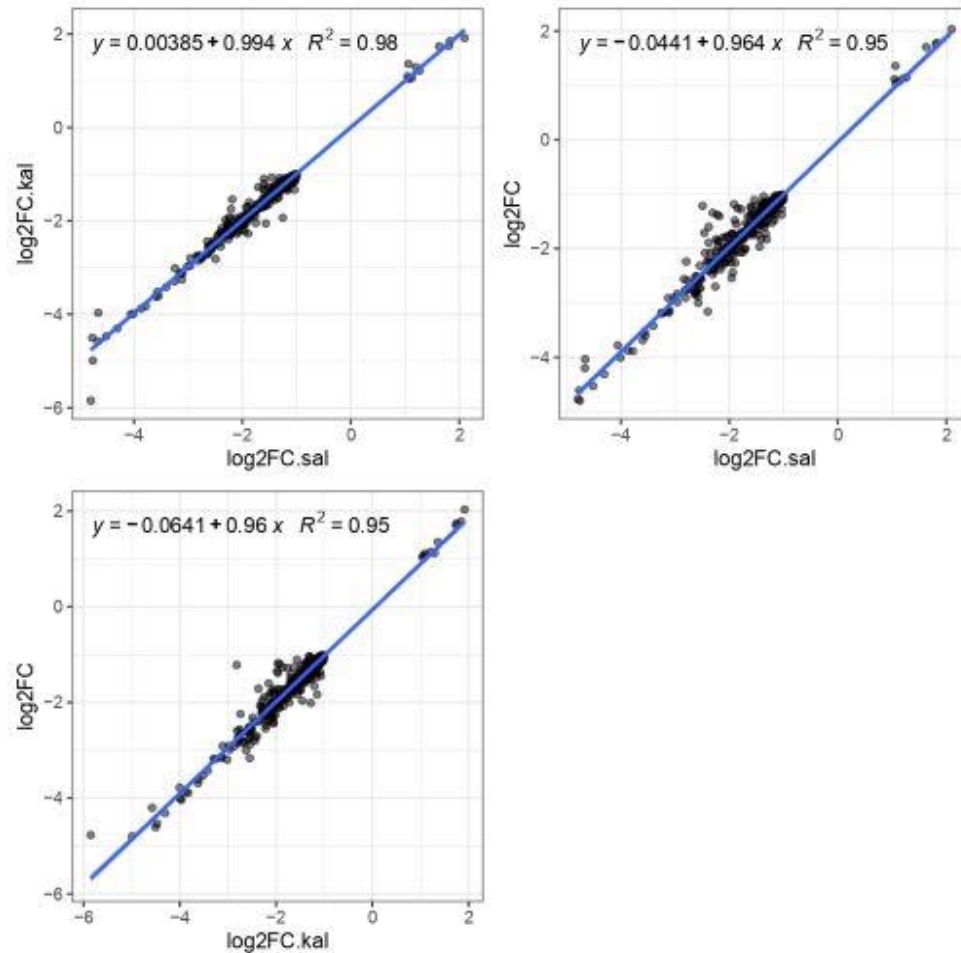 y = 0.00385 + 0.994 x R² = 0.98
2
0
−2
−4
−6
log2FC.kal
−4 −2 0 2
log2FC.sal
y = −0.0441 + 0.964 x R² = 0.95
2
0
−2
−4
log2FC
−4 −2 0 2
log2FC.sal
y = −0.0641 + 0.96 x R² = 0.95
2
0
−2
−4
−6
log2FC
−6 −4 −2 0 2
log2FC.kal